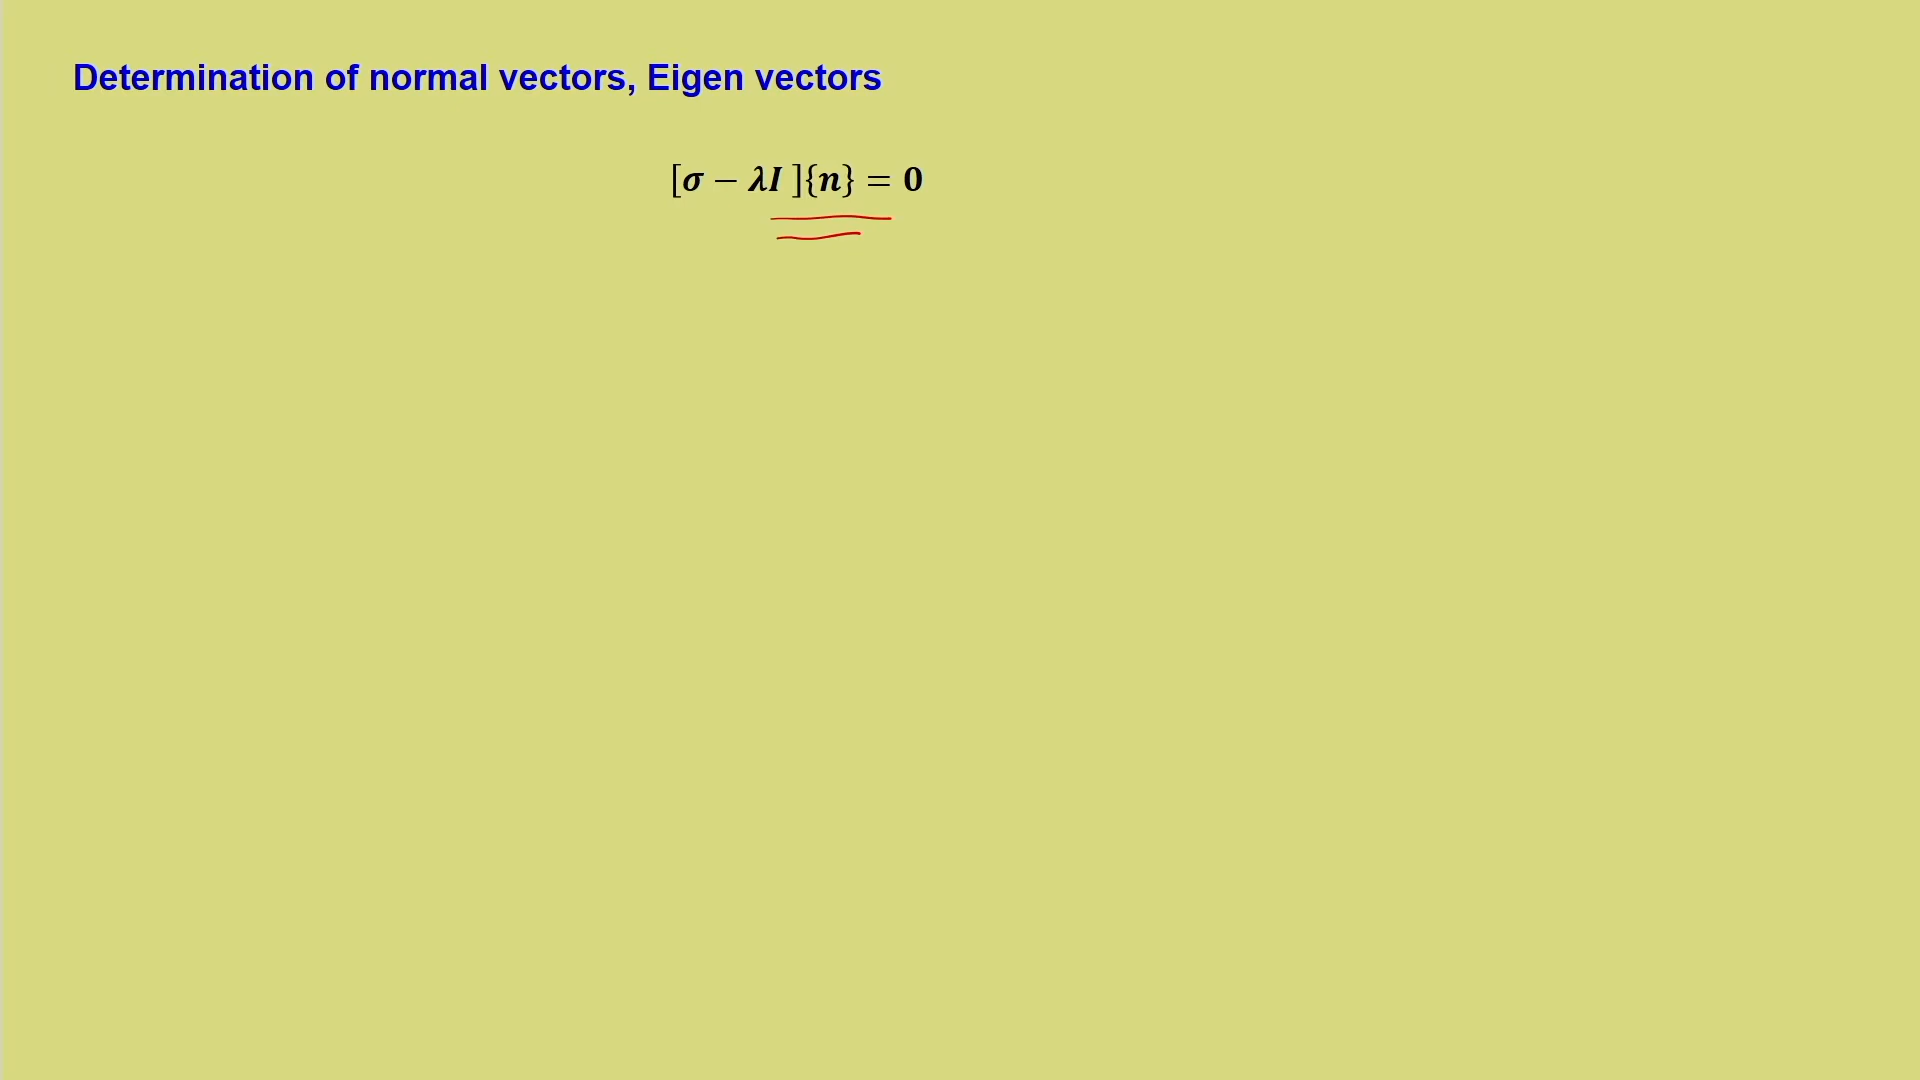 Determination of normal vectors, Eigen vectors
[σ − λI ]{n} = 0